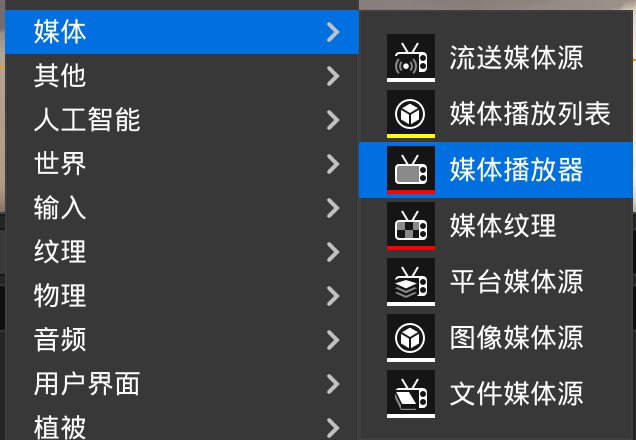 媒体
其他
人工智能
世界
输入
纹理
物理
音频
用户界面
植被
流送媒体源
媒体播放列表
媒体播放器
媒体纹理
平台媒体源
图像媒体源
文件媒体源